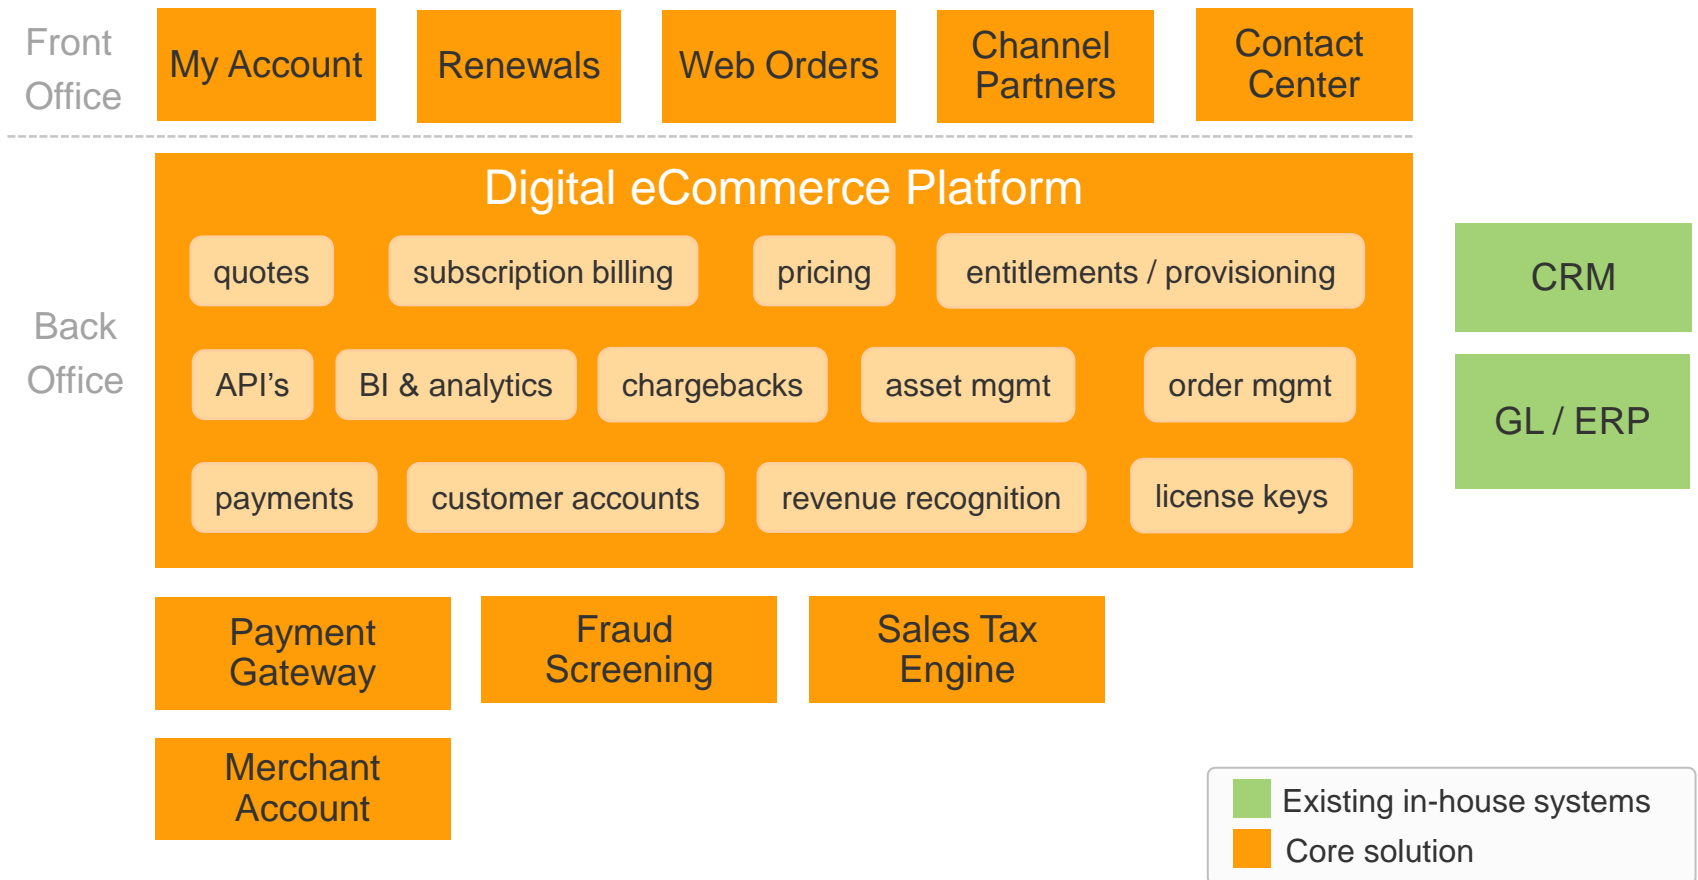 Front
Office
My Account
Renewals
Web Orders
Channel
Partners
Contact
Center
Back
Office
Digital eCommerce Platform
quotes
subscription billing
pricing
entitlements / provisioning
API's
BI & analytics
chargebacks
asset mgmt
order mgmt
payments
customer accounts
revenue recognition
license keys
CRM
GL / ERP
Payment
Gateway
Fraud
Screening
Sales Tax
Engine
Merchant
Account
Existing in-house systems
Core solution